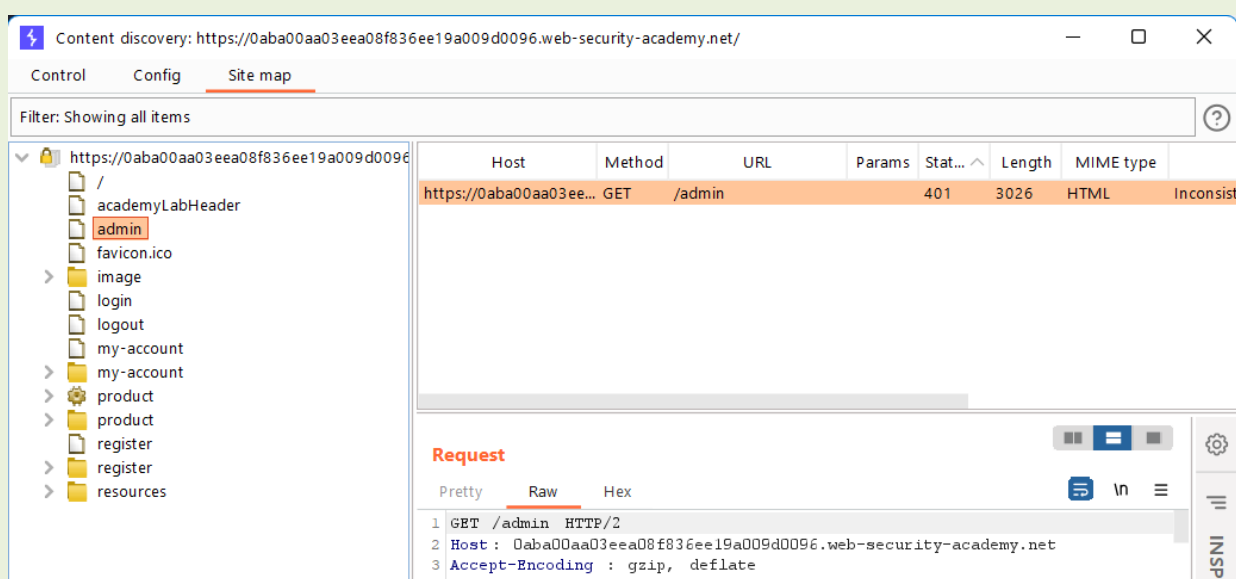 Content discovery: https://0aba00aa03eea08f836ee19a009d0096.web-security-academy.net/
Control Config Site map
Filter: Showing all items
?
https://0aba00aa03eea08f836ee19a009d0096
/
academyLabHeader
admin
favicon.ico
image
login
logout
my-account
my-account
product
product
register
register
resources
Host Method URL Params Stat... Length MIME type
https://0aba00aa03ee... GET /admin 401 3026 HTML Inconsist
Request
Pretty Raw Hex
\n
1 GET /admin HTTP/2
2 Host : 0aba00aa03eea08f836ee19a009d0096.web-security-academy.net
3 Accept-Encoding : gzip, deflate
INSP